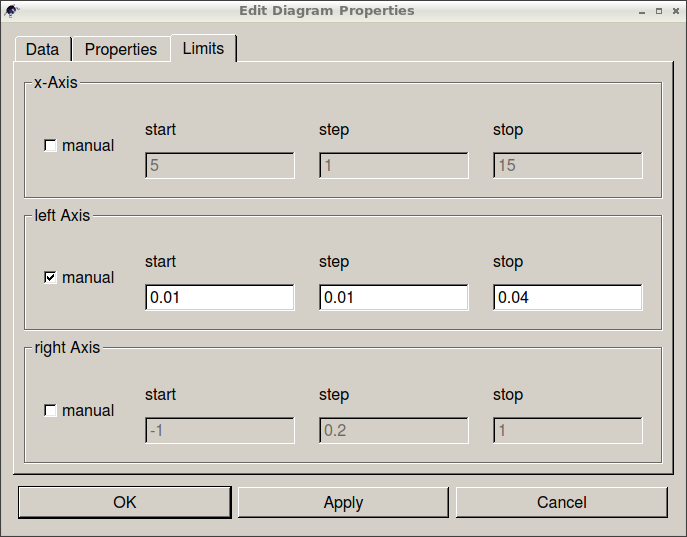 Edit Diagram Properties
Data Properties Limits
x-Axis
start step stop
manual
5 1 15
left Axis
start step stop
manual
0.01 0.01 0.04
right Axis
start step stop
manual
-1 0.2 1
OK Apply Cancel